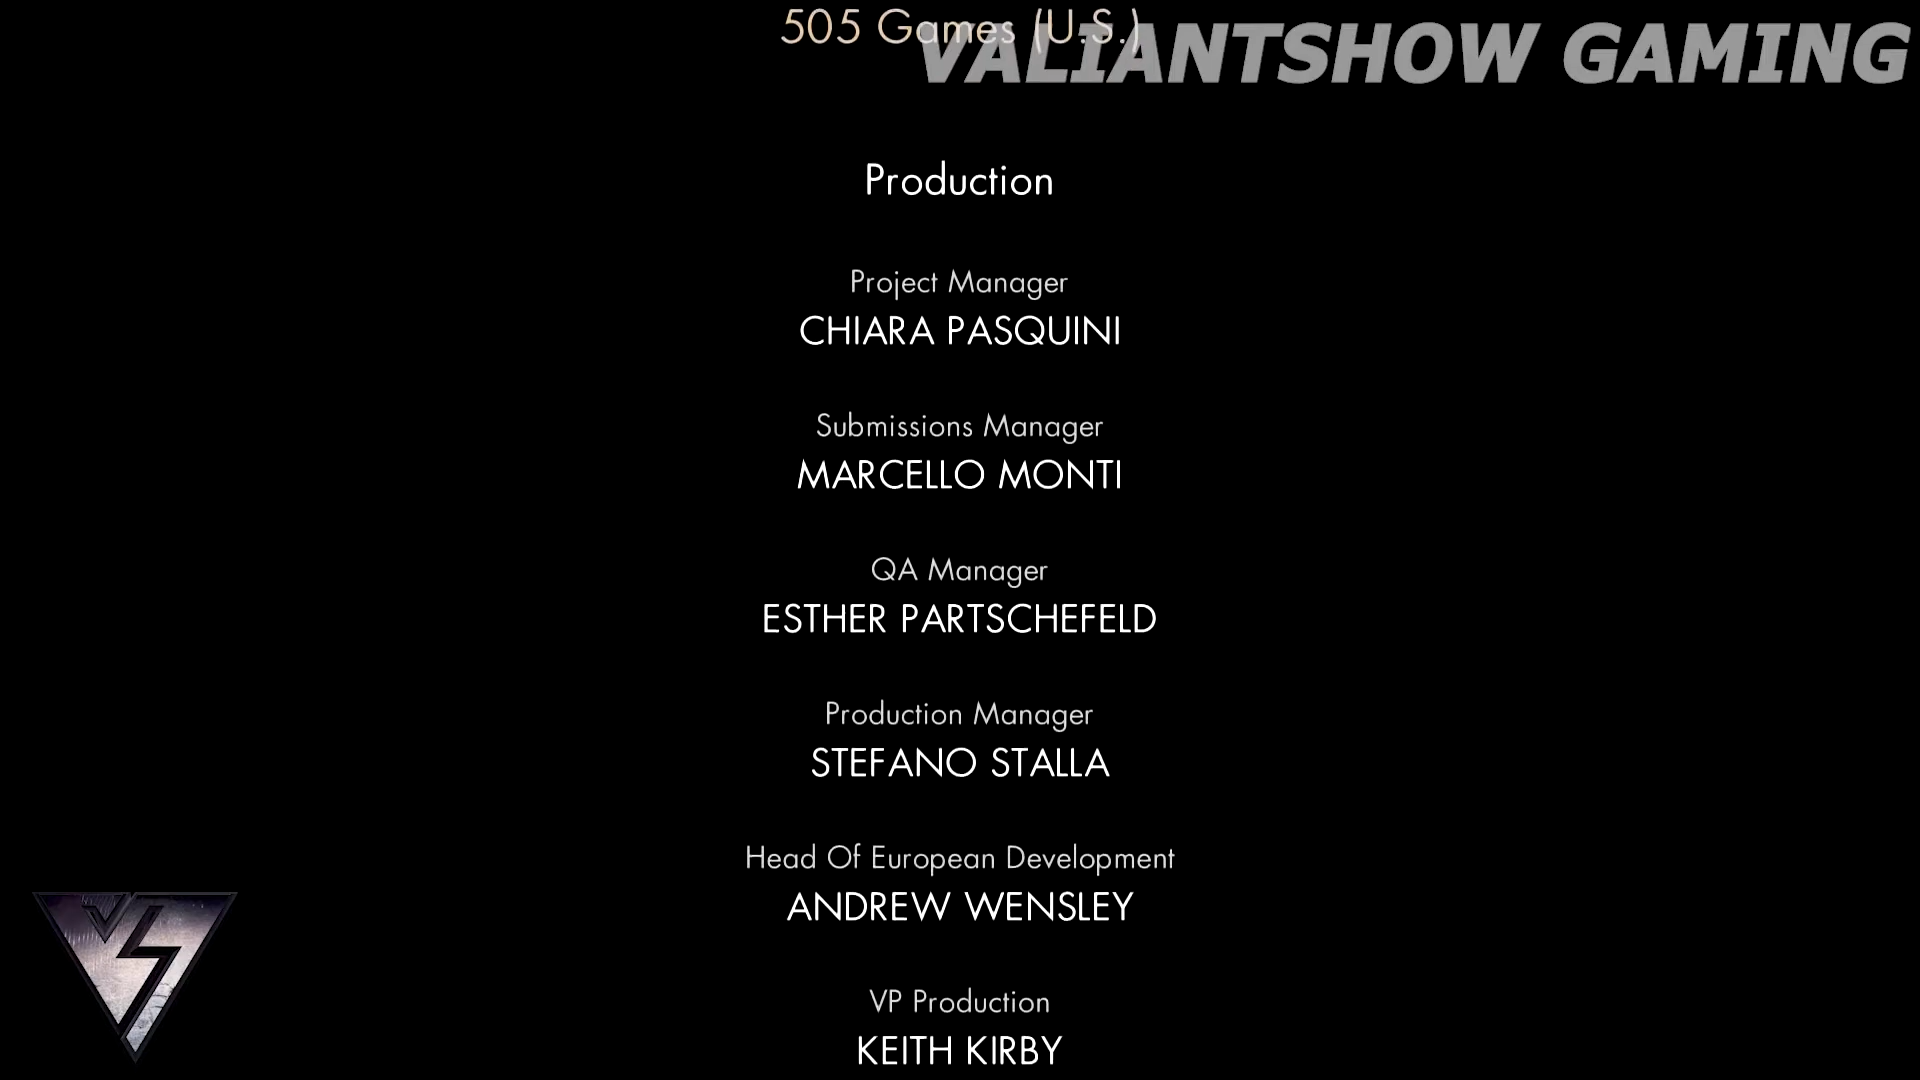 505 Games (U.S.)
VALIANTSHOW GAMING
Production
Project Manager
CHIARA PASQUINI
Submissions Manager
MARCELLO MONTI
QA Manager
ESTHER PARTSCHEFELD
Production Manager
STEFANO STALLA
Head Of European Development
ANDREW WENSLEY
VP Production
KEITH KIRBY
VS